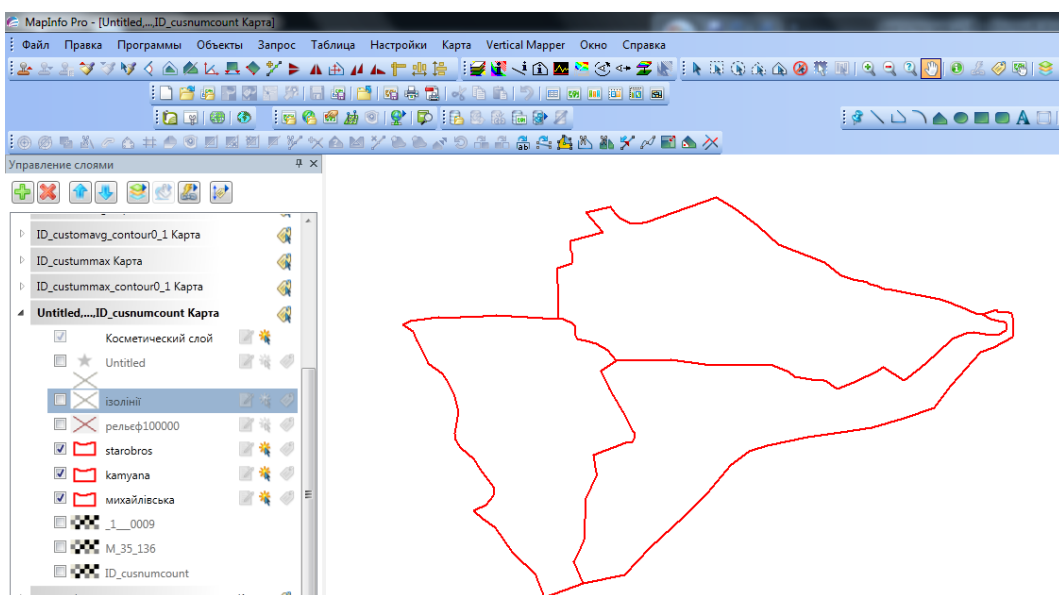 MapInfo Pro - [Untitled,...,ID_cusnumcount Карта]
Файл Правка Программы Объекты Запрос Таблица Настройки Карта Vertical Mapper Окно Справка
Управление слоями
ID_customavg_contour0_1 Карта
ID_custummax Карта
ID_custummax_contour0_1 Карта
Untitled,...,ID_cusnumcount Карта
Косметический слой
Untitled
ізолінії
рельєф100000
starobros
kamyana
михайлівська
_1__0009
M_35_136
ID_cusnumcount